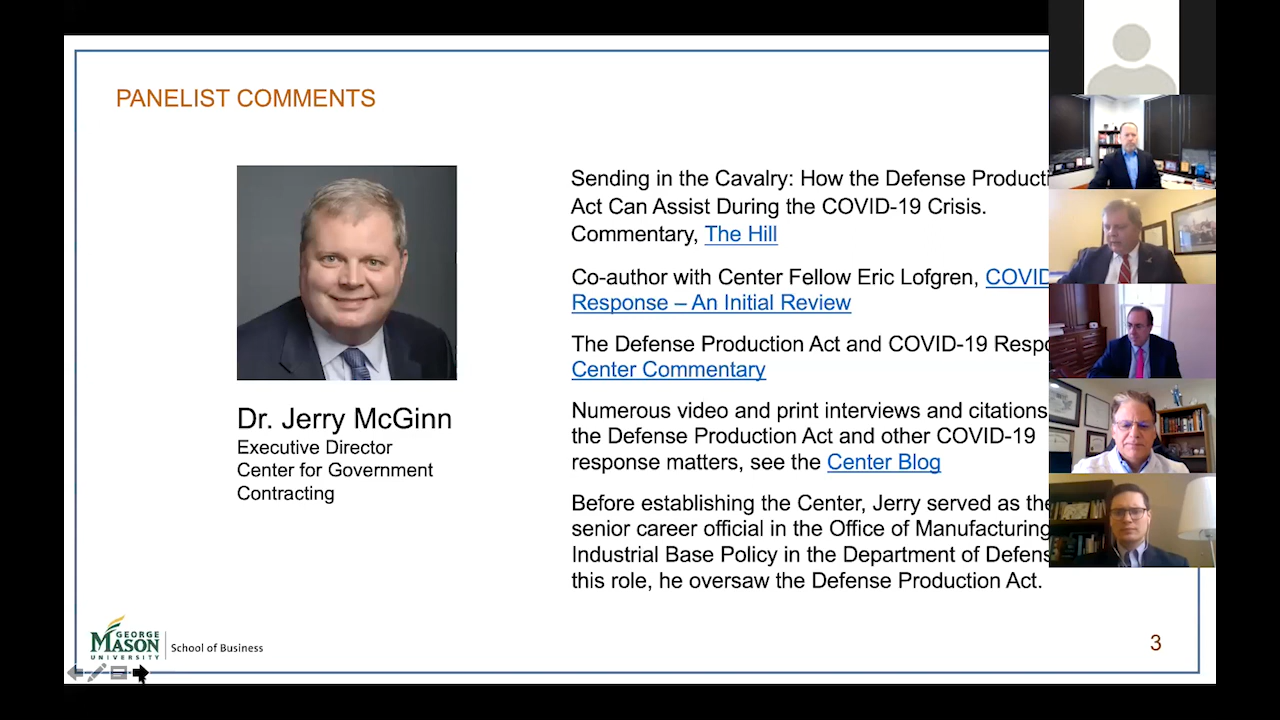 PANELIST COMMENTS
Sending in the Cavalry: How the Defense Producti
Act Can Assist During the COVID-19 Crisis.
Commentary, The Hill
Co-author with Center Fellow Eric Lofgren, COVID
Response – An Initial Review
The Defense Production Act and COVID-19 Respo
Center Commentary
Numerous video and print interviews and citations
the Defense Production Act and other COVID-19
response matters, see the Center Blog
Before establishing the Center, Jerry served as the
senior career official in the Office of Manufacturing
Industrial Base Policy in the Department of Defens
this role, he oversaw the Defense Production Act.
Dr. Jerry McGinn
Executive Director
Center for Government
Contracting
GEORGE
MASON
UNIVERSITY
School of Business
3